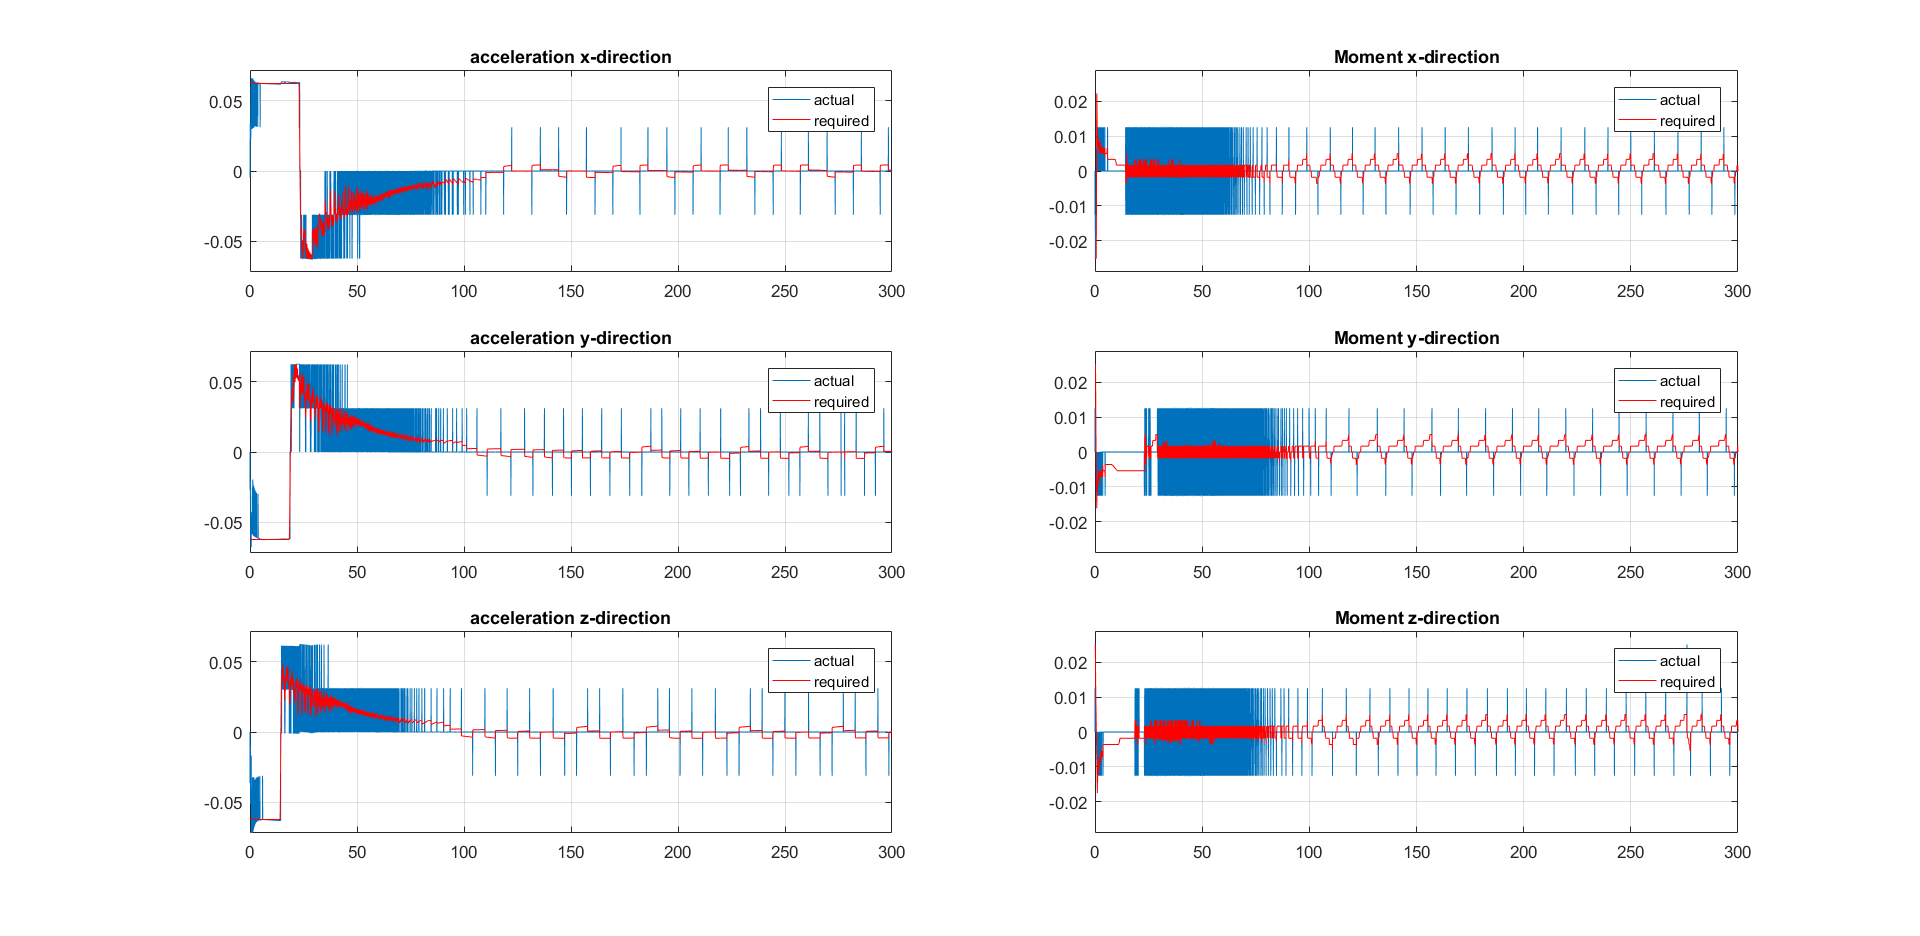 acceleration x-direction
0.05
0
-0.05
0 50 100 150 200 250 300
actual
required
Moment x-direction
0.02
0.01
0
-0.01
-0.02
0 50 100 150 200 250 300
actual
required
acceleration y-direction
0.05
0
-0.05
0 50 100 150 200 250 300
actual
required
Moment y-direction
0.02
0.01
0
-0.01
-0.02
0 50 100 150 200 250 300
actual
required
acceleration z-direction
0.05
0
-0.05
0 50 100 150 200 250 300
actual
required
Moment z-direction
0.02
0.01
0
-0.01
-0.02
0 50 100 150 200 250 300
actual
required